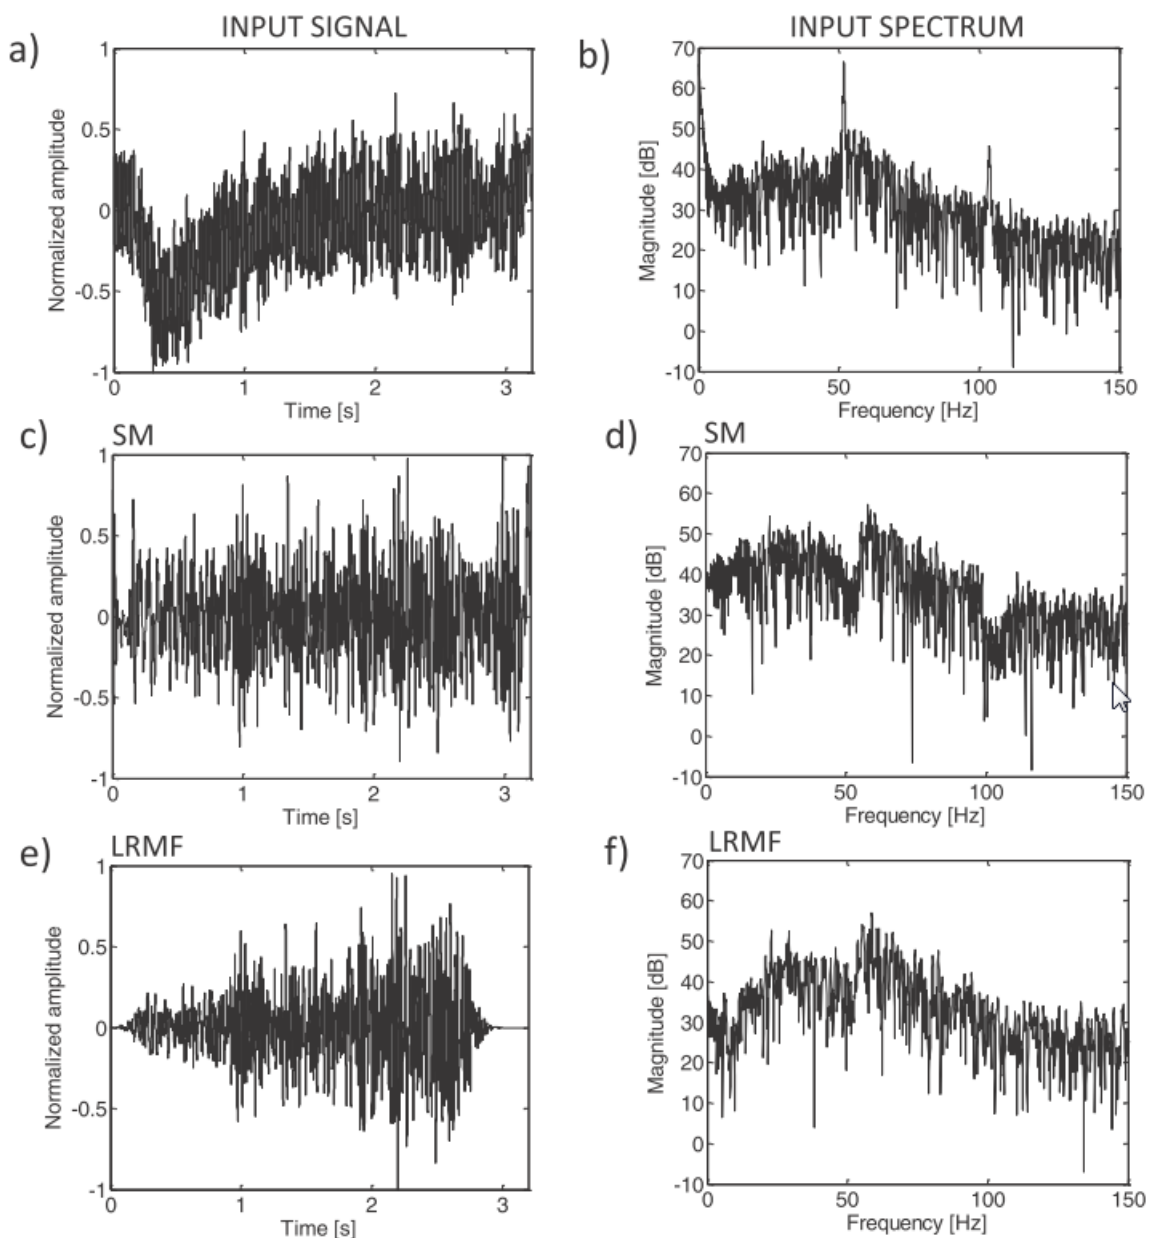 INPUT SIGNAL
INPUT SPECTRUM
a)
1
0.5
0
-0.5
-1
Normalized amplitude
0 1 2 3
Time [s]
b)
70
60
50
40
30
20
10
0
-10
Magnitude [dB]
0 50 100 150
Frequency [Hz]
c)
SM
1
0.5
0
-0.5
-1
Normalized amplitude
0 1 2 3
Time [s]
d)
SM
70
60
50
40
30
20
10
0
-10
Magnitude [dB]
0 50 100 150
Frequency [Hz]
e)
LRMF
1
0.5
0
-0.5
-1
Normalized amplitude
0 1 2 3
Time [s]
f)
LRMF
70
60
50
40
30
20
10
0
-10
Magnitude [dB]
0 50 100 150
Frequency [Hz]